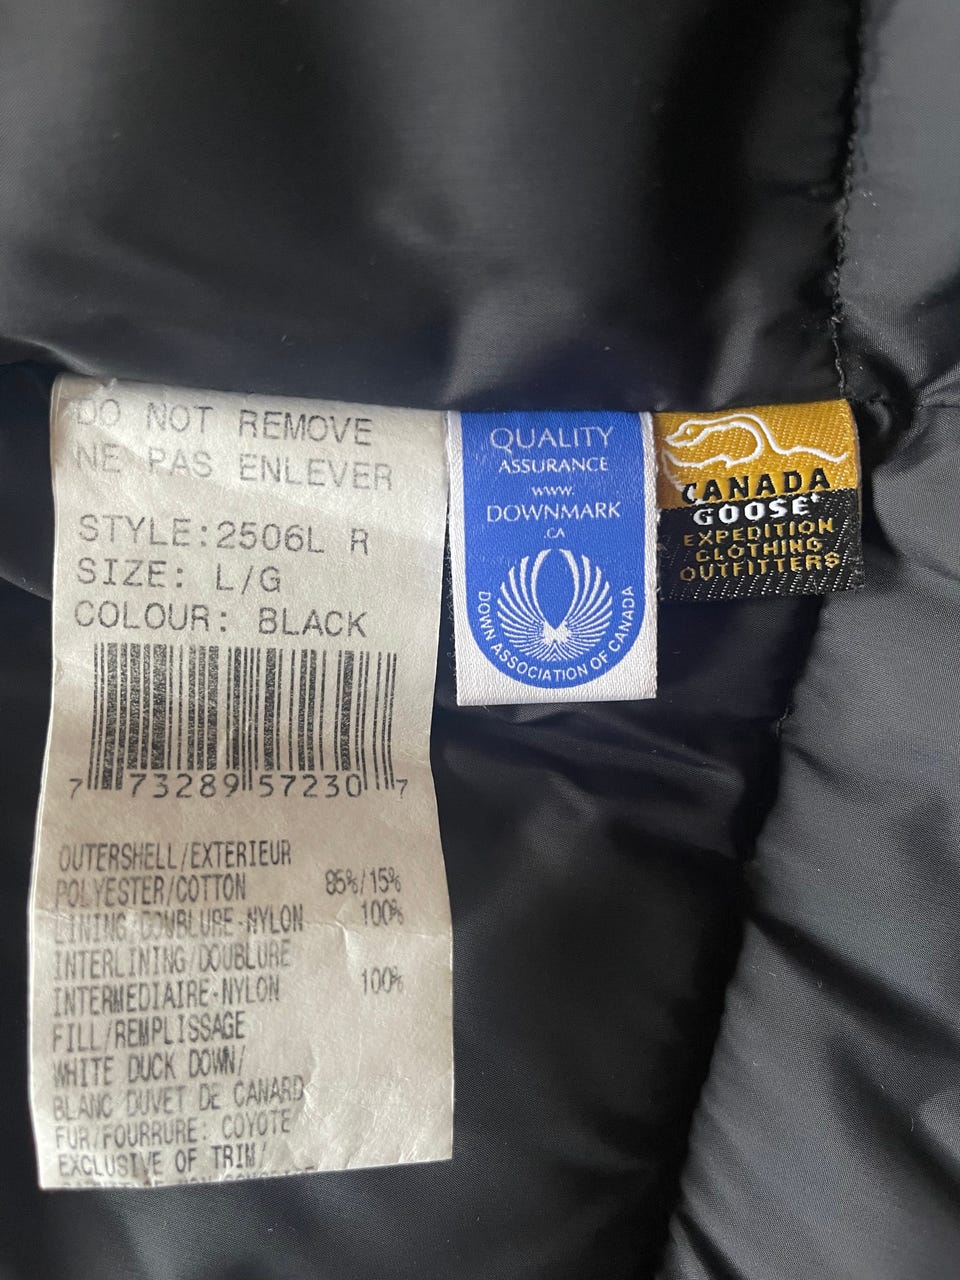 DO NOT REMOVE
NE PAS ENLEVER
STYLE:2506L R
SIZE: L/G
COLOUR: BLACK
7 73289 57230 7
OUTERSHELL/EXTERIEUR
POLYESTER/COTTON 85%/15%
LINING/DOUBLURE-NYLON 100%
INTERLINING/DOUBLURE
INTERMEDIAIRE-NYLON 100%
FILL/REMPLISSAGE
WHITE DUCK DOWN/
BLANC DUVET DE CANARD
FUR/FOURRURE: COYOTE
EXCLUSIVE OF TRIM/
QUALITY
ASSURANCE
www.
DOWNMARK
.CA
DOWN ASSOCIATION OF CANADA
CANADA
GOOSE
EXPEDITION
CLOTHING
OUTFITTERS